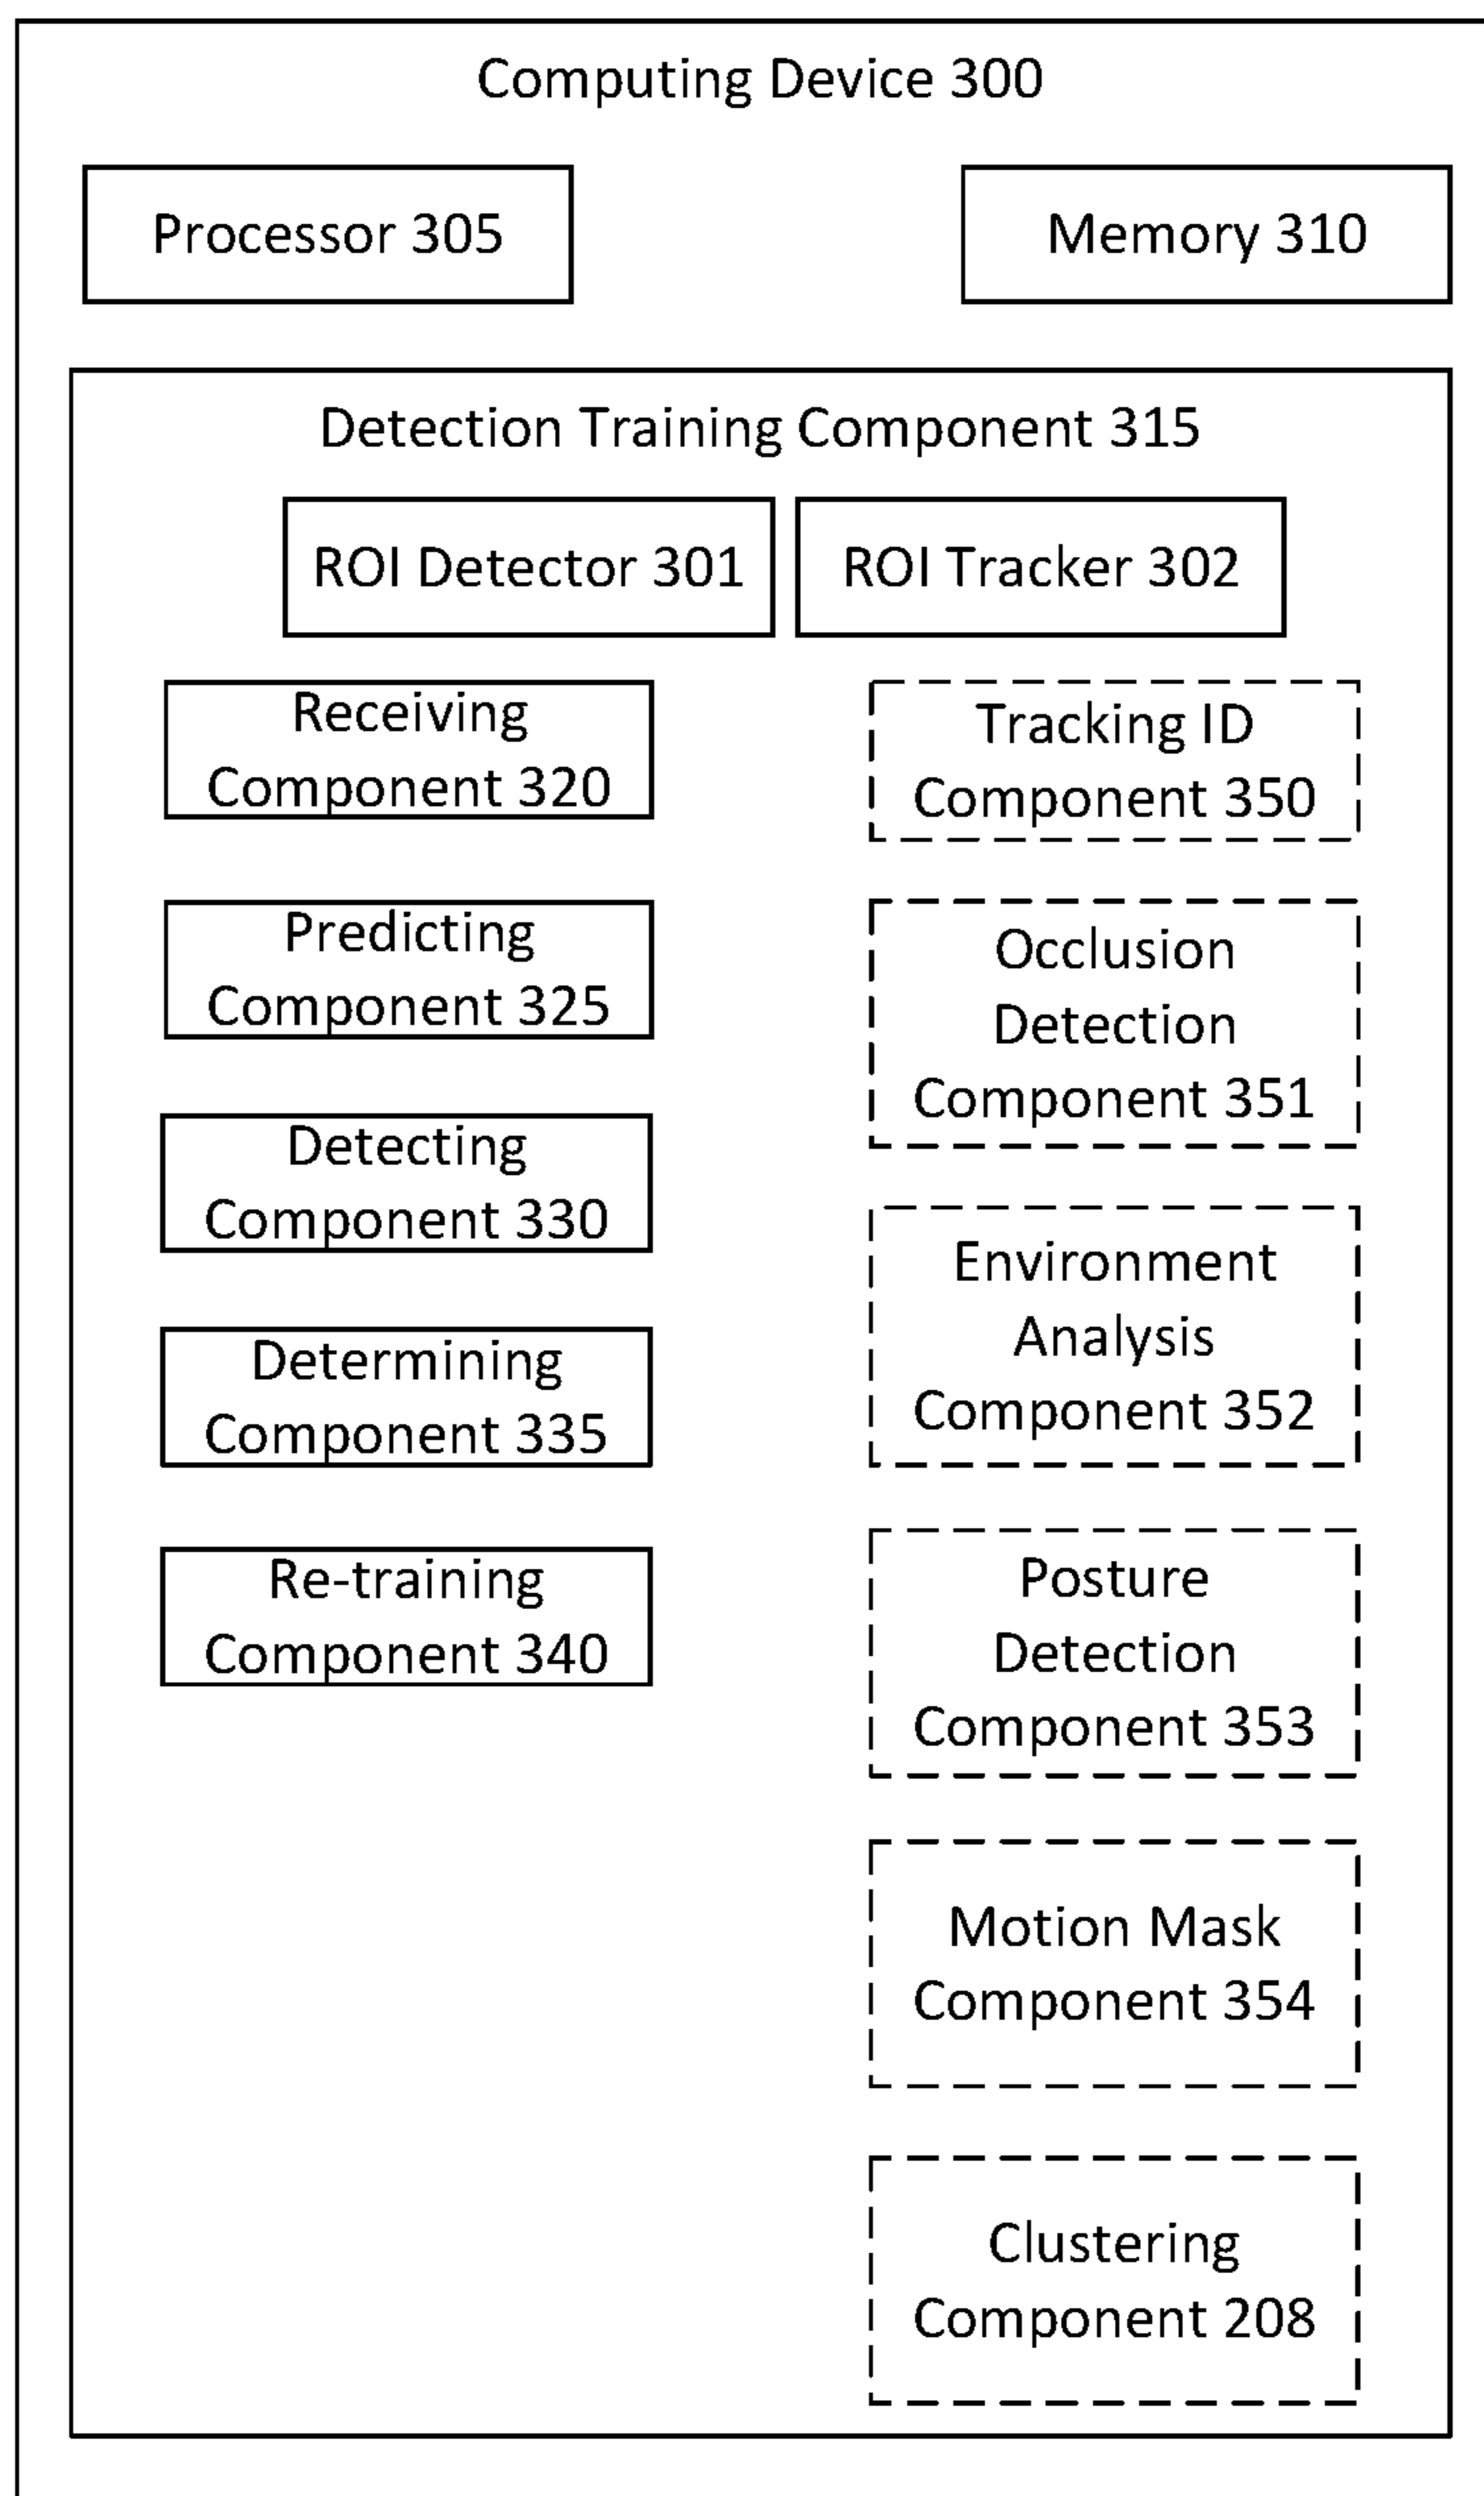 Computing Device 300
Processor 305
Memory 310
Detection Training Component 315
ROI Detector 301
ROI Tracker 302
Receiving
Component 320
Predicting
Component 325
Detecting
Component 330
Determining
Component 335
Re-training
Component 340
Tracking ID
Component 350
Occlusion
Detection
Component 351
Environment
Analysis
Component 352
Posture
Detection
Component 353
Motion Mask
Component 354
Clustering
Component 208